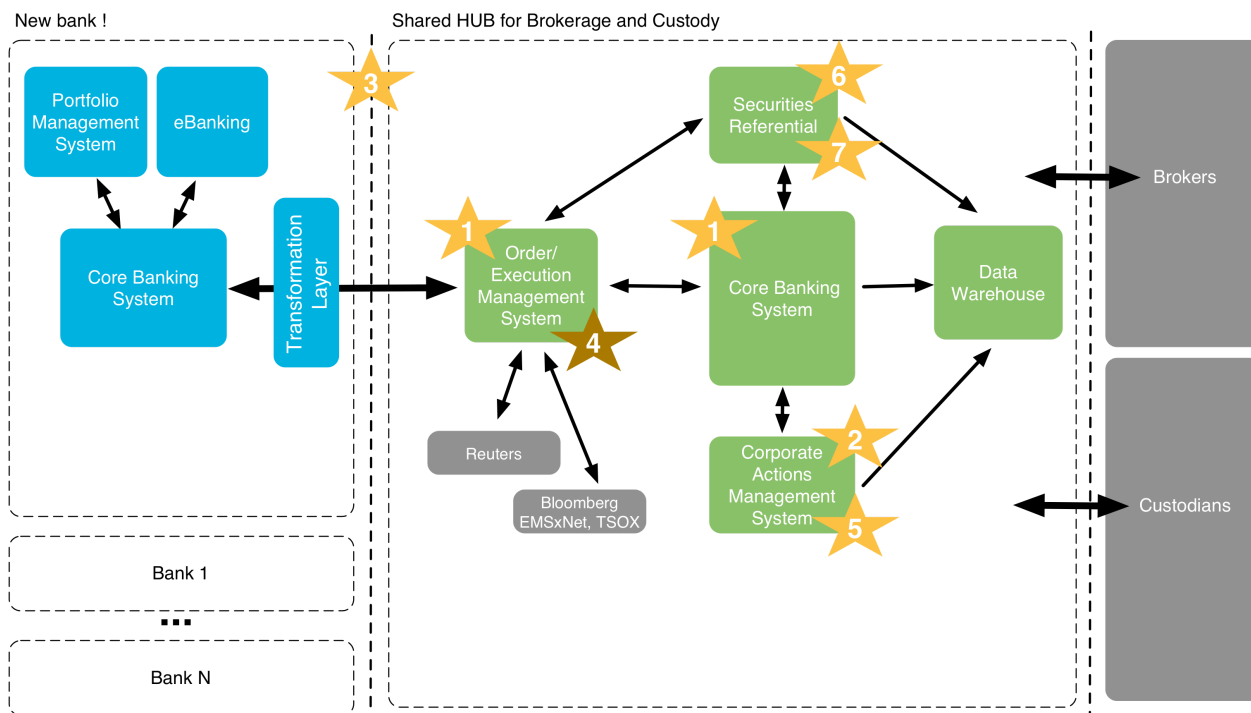 New bank !
Shared HUB for Brokerage and Custody
3
Portfolio
Management
System
eBanking
Core Banking
System
Transformation
Layer
1
Order/
Execution
Management
System
4
Reuters
Bloomberg
EMSxNet, TSOX
6
Securities
Referential
7
1
Core Banking
System
2
Corporate
Actions
Management
System
5
Data
Warehouse
Brokers
Custodians
Bank 1
...
Bank N